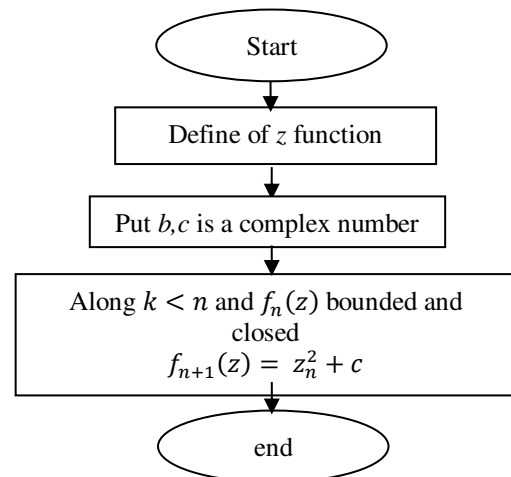 Start
Define of z function
Put b,c is a complex number
Along k < n and fₙ(z) bounded and
closed
fₙ₊₁(z) = zₙ² + c
end